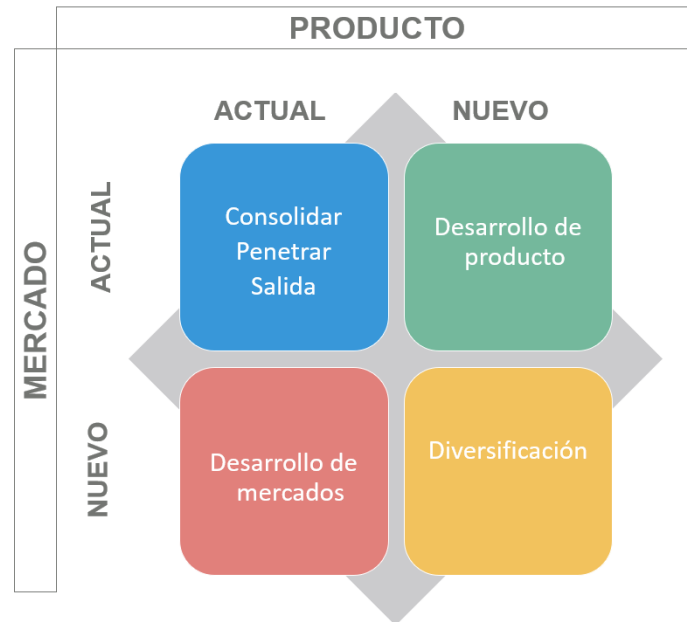 PRODUCTO
ACTUAL
NUEVO
MERCADO
ACTUAL
Consolidar
Penetrar
Salida
Desarrollo de
producto
NUEVO
Desarrollo de
mercados
Diversificación